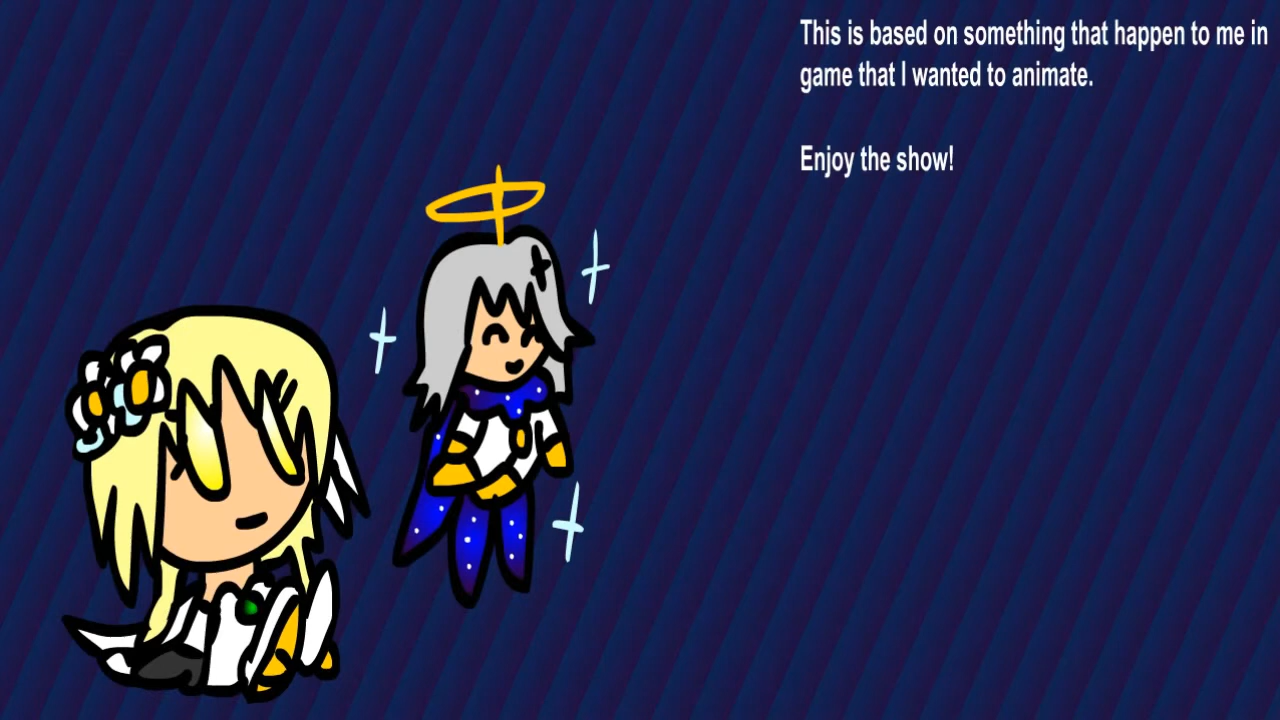 This is based on something that happen to me in
game that I wanted to animate.
Enjoy the show!